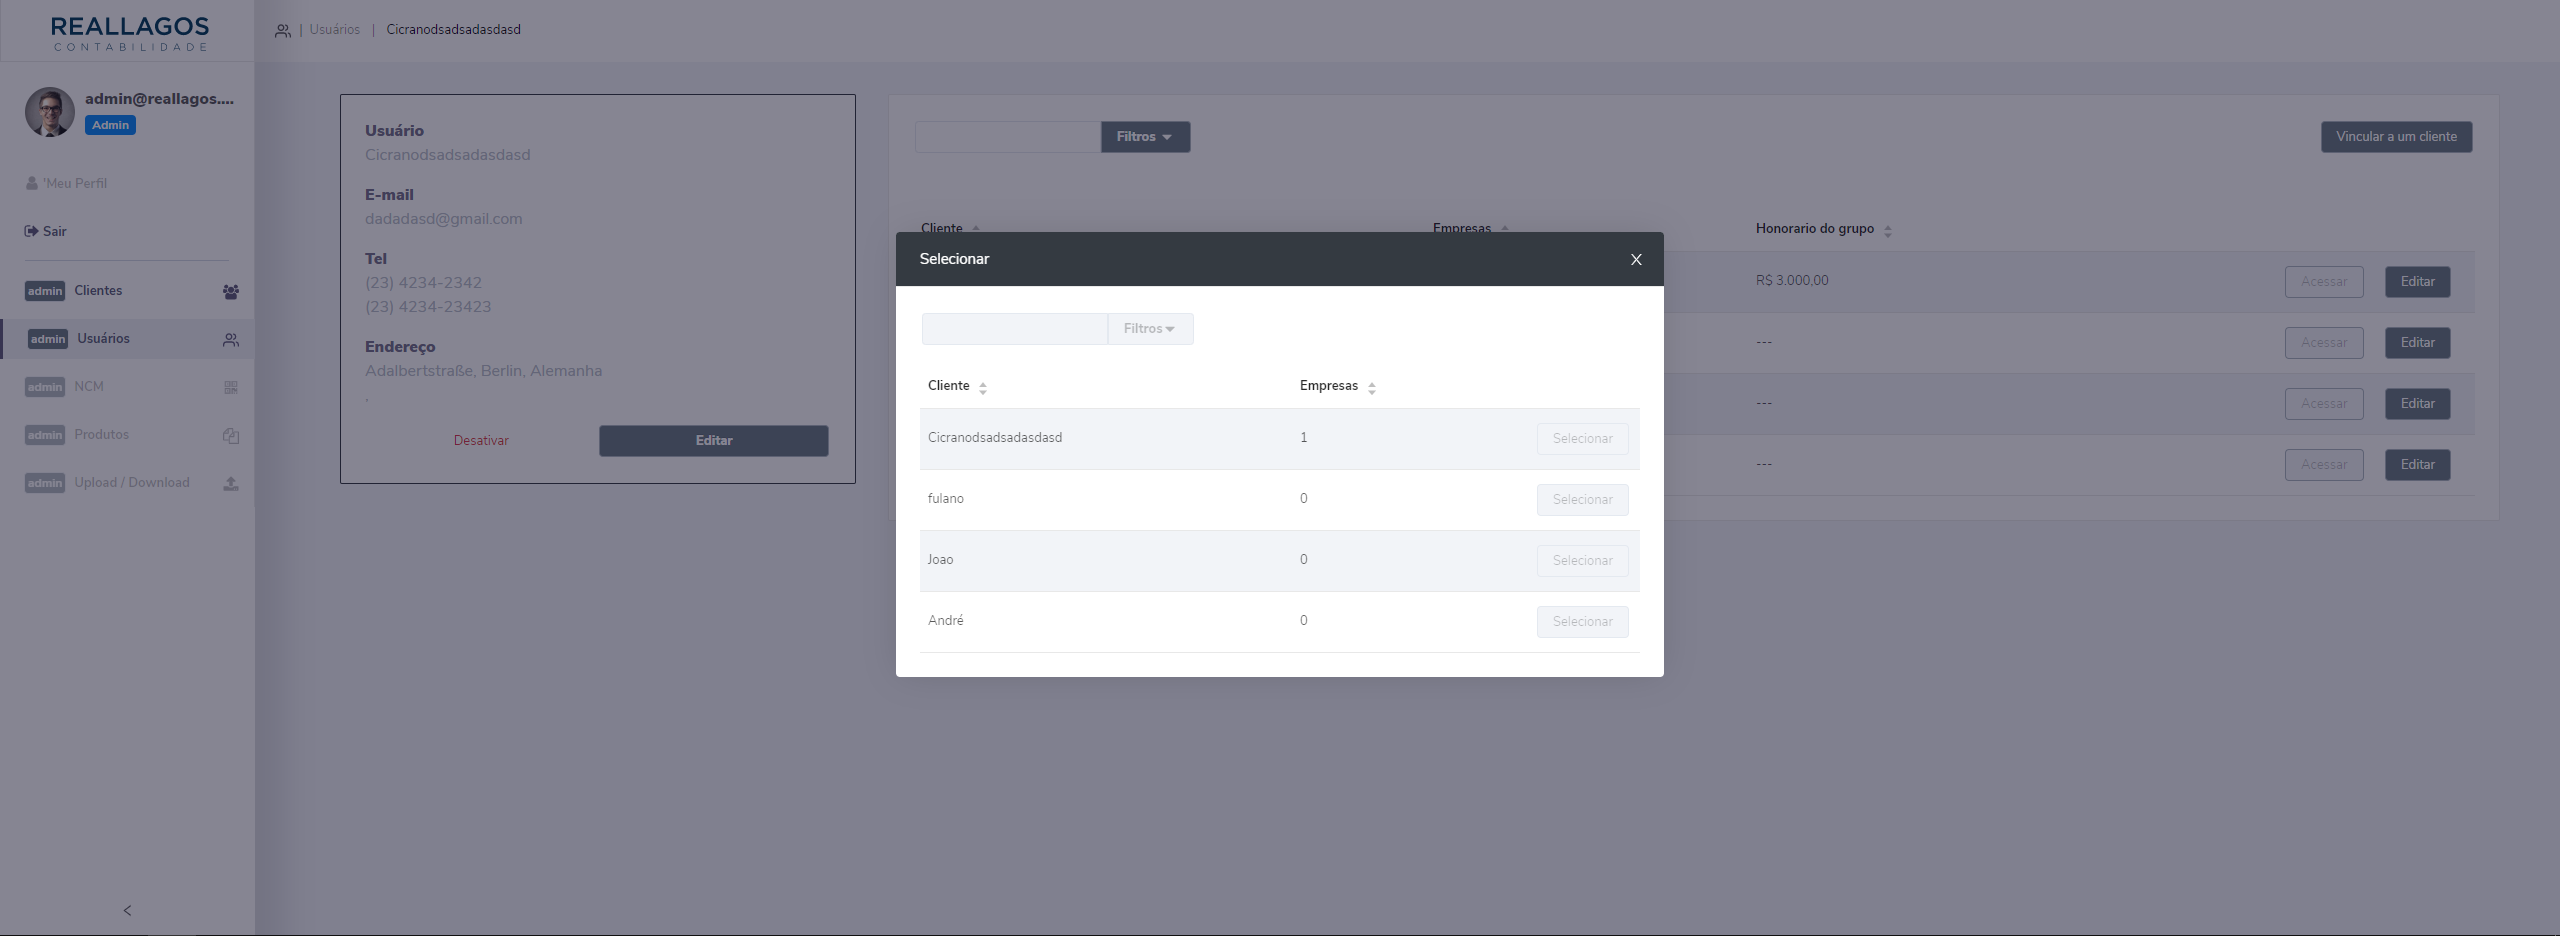 REALLAGOS
CONTABILIDADE
admin@reallagos....
Admin
'Meu Perfil
Sair
admin Clientes
admin Usuários
admin NCM
admin Produtos
admin Upload / Download
<
| Usuários | Cicranodsadsadasdasd
Usuário
Cicranodsadsadasdasd
E-mail
dadadasd@gmail.com
Tel
(23) 4234-2342
(23) 4234-23423
Endereço
Adalbertstraße, Berlin, Alemanha
.
Desativar Editar
Filtros Vincular a um cliente
Cliente Empresas Honorario do grupo
R$ 3.000,00 Acessar Editar
--- Acessar Editar
--- Acessar Editar
--- Acessar Editar
Selecionar X
Filtros
Cliente Empresas
Cicranodsadsadasdasd 1 Selecionar
fulano 0 Selecionar
Joao 0 Selecionar
André 0 Selecionar